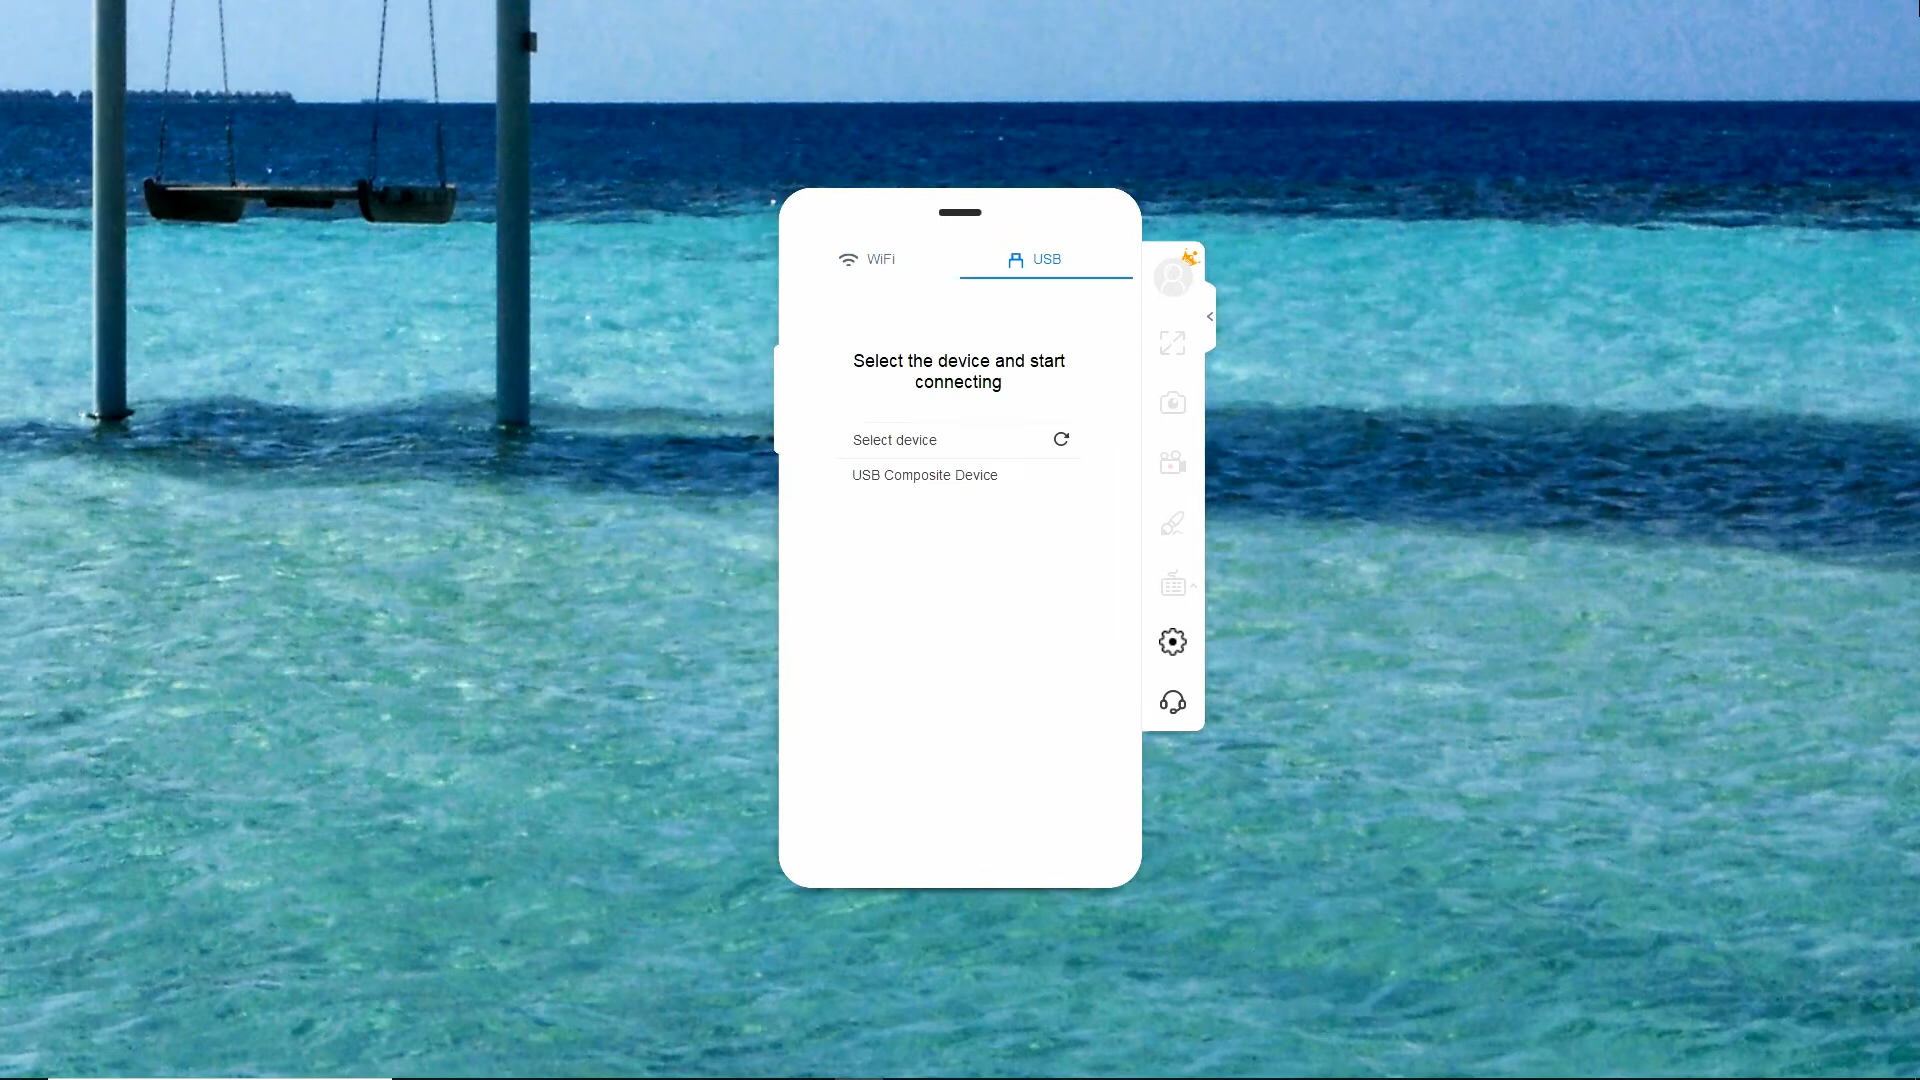 WiFi
USB
Select the device and start
connecting
Select device
USB Composite Device